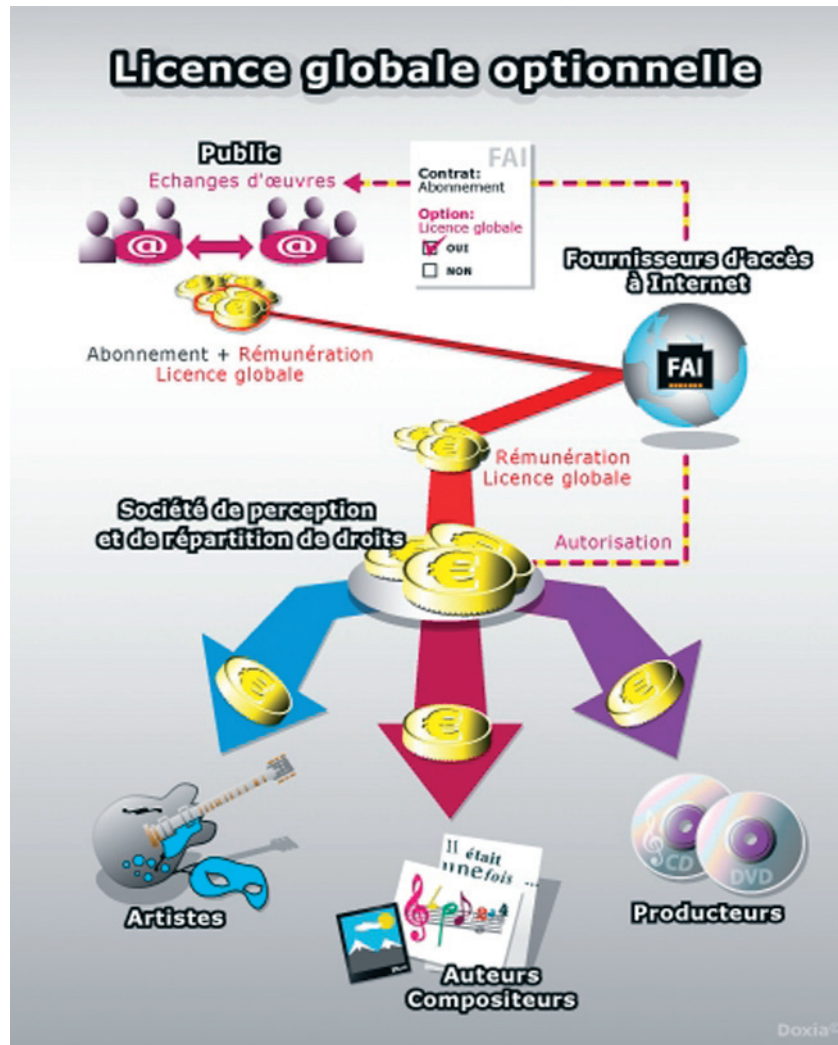 Licence globale optionnelle
Public
Echanges d'œuvres
FAI
Contrat:
Abonnement
Option:
Licence globale
OUI
NON
@
@
Fournisseurs d'accès
à Internet
FAI
Abonnement + Rémunération
Licence globale
Rémunération
Licence globale
Société de perception
et de répartition de droits
Autorisation
Artistes
Il était
une fois ...
Auteurs
Compositeurs
CD
DVD
Producteurs
Doxia©